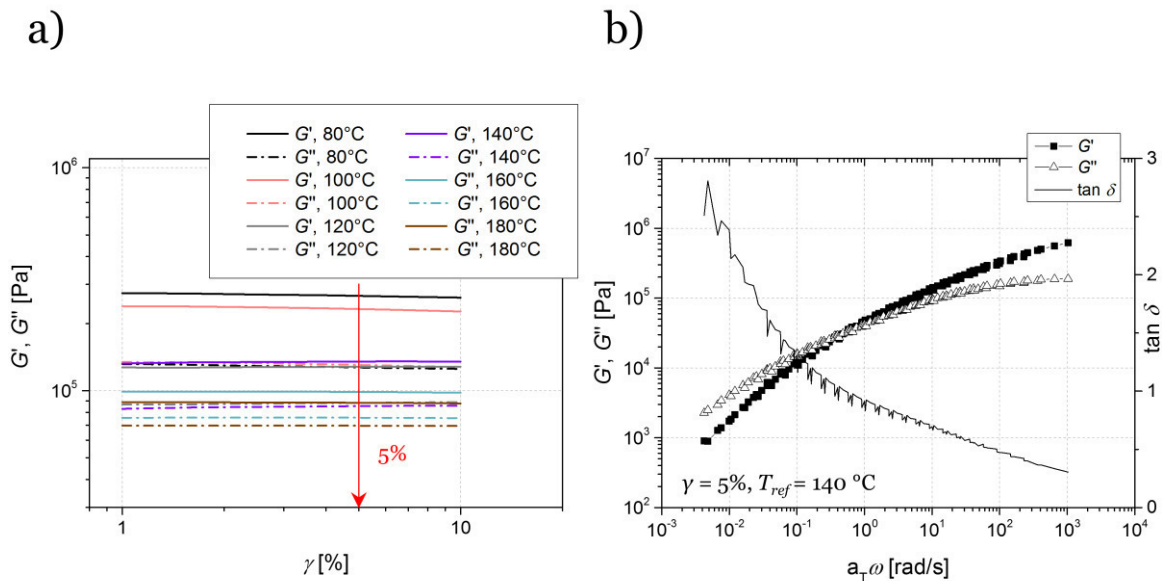 a)
G', 80°C
G'', 80°C
G', 100°C
G'', 100°C
G', 120°C
G'', 120°C
G', 140°C
G'', 140°C
G', 160°C
G'', 160°C
G', 180°C
G'', 180°C
10⁶
10⁵
G', G'' [Pa]
5%
1
10
γ [%]
b)
G'
G''
tan δ
10⁷
10⁶
10⁵
10⁴
10³
10²
G', G'' [Pa]
3
2
1
0
tan δ
γ = 5%, T_ref = 140 °C
10⁻³
10⁻²
10⁻¹
10⁰
10¹
10²
10³
10⁴
a_Tω [rad/s]